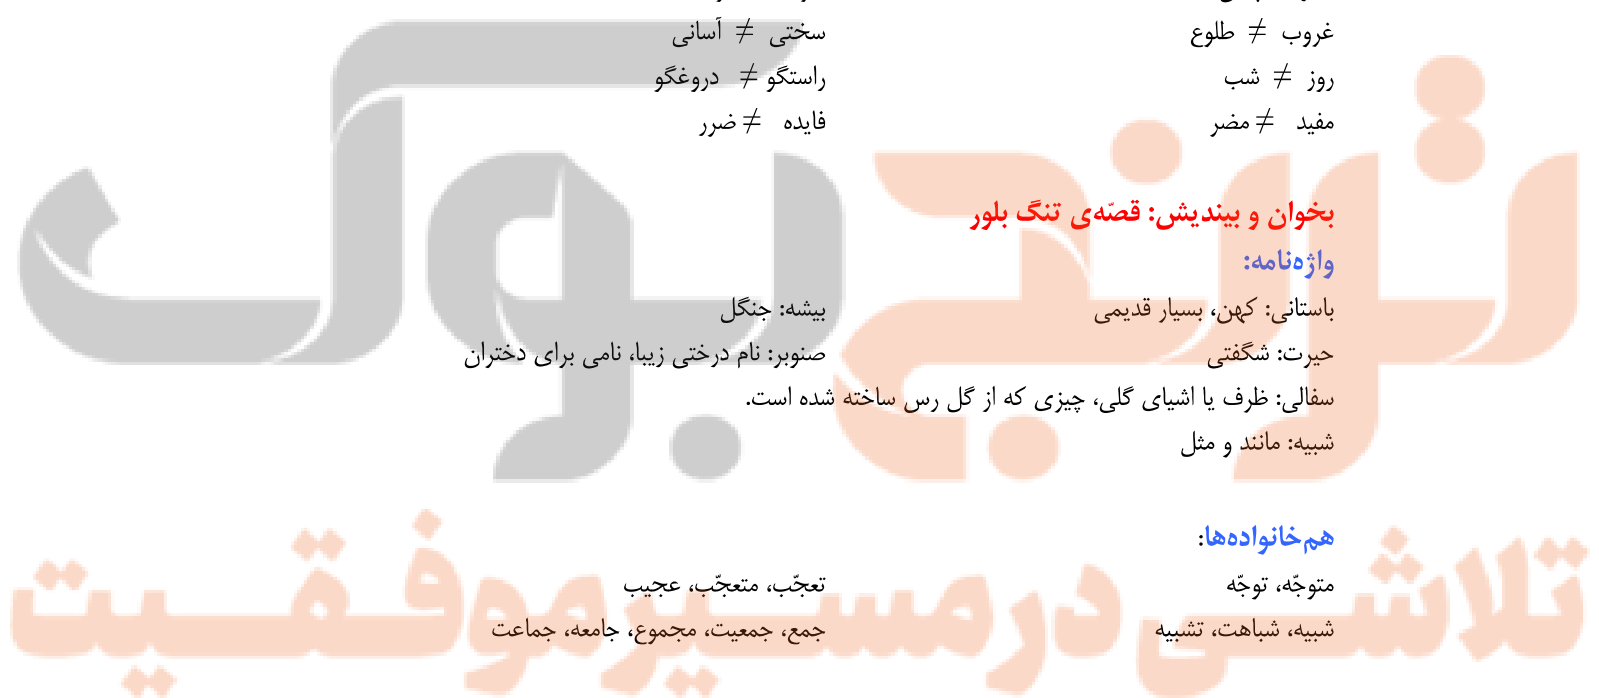 غروب ≠ طلوع سختی ≠ آسانی
روز ≠ شب راستگو ≠ دروغگو
مفید ≠ مضر فایده ≠ ضرر
بخوان و بیندیش: قصّه‌ی تنگ بلور
واژه‌نامه:
باستانی: کهن، بسیار قدیمی بیشه: جنگل
حیرت: شگفتی صنوبر: نام درختی زیبا، نامی برای دختران
سفالی: ظرف یا اشیای گلی، چیزی که از گل رس ساخته شده است.
شبیه: مانند و مثل
هم‌خانواده‌ها:
متوجّه، توجّه تعجّب، متعجّب، عجیب
شبیه، شباهت، تشبیه جمع، جمعیت، مجموع، جامعه، جماعت
ترنج بوک
تلاشی در مسیر موفقیت